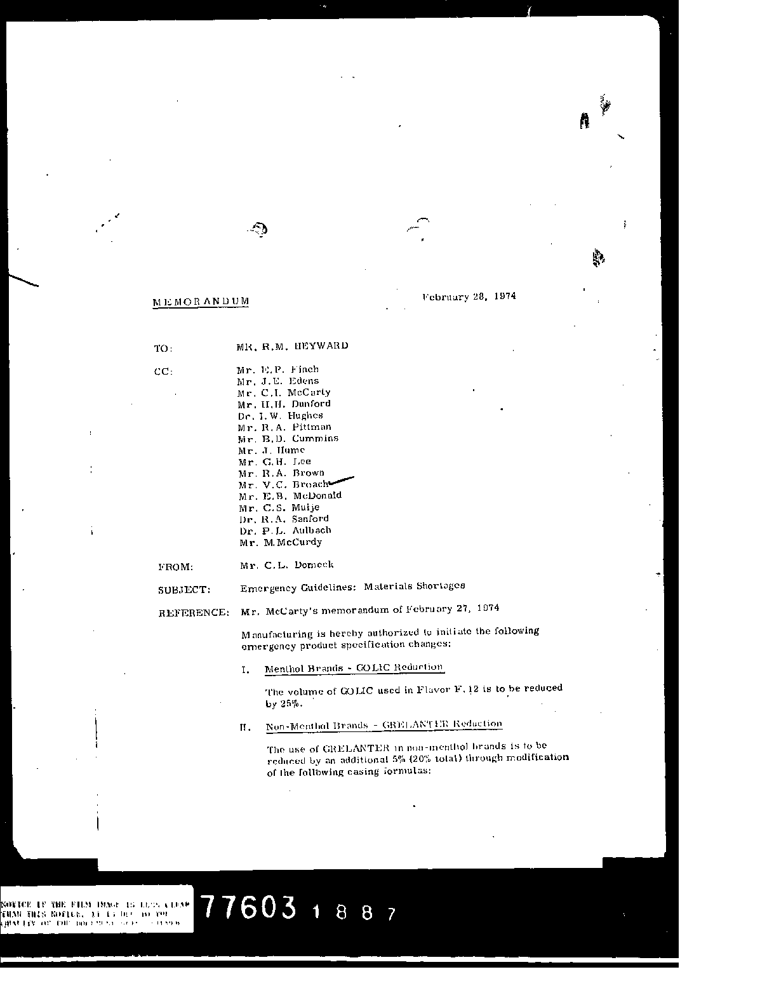 February 28, 1974
MEMORANDUM
TO: MR. R.M. HEYWARD
CC: Mr. E.P. Finch
Mr. J.E. Edens
Mr. C.I. McCarty
Mr. H.H. Dunford
Dr. I.W. Hughes
Mr. R.A. Pittman
Mr. B.D. Cummins
Mr. J. Hume
Mr. G.H. Lee
Mr. R.A. Brown
Mr. V.C. Broach
Mr. E.B. McDonald
Mr. C.S. Muije
Dr. R.A. Sanford
Dr. P.L. Aulbach
Mr. M.McCurdy
FROM: Mr. C.L. Domeck
SUBJECT: Emergency Guidelines: Materials Shortages
REFERENCE: Mr. McCarty's memorandum of February 27, 1974
Manufacturing is hereby authorized to initiate the following
emergency product specification changes:
I. Menthol Brands - GOLIC Reduction
The volume of GOLIC used in Flavor F.12 is to be reduced
by 25%.
II. Non-Menthol Brands - GRELANTER Reduction
The use of GRELANTER in non-menthol brands is to be
reduced by an additional 5% (20% total) through modification
of the following casing formulas:
NOTICE IF THE FILM IMAGE IS LESS CLEAR
THAN THIS NOTICE, IT IS DUE TO THE
QUALITY OF THE DOCUMENT
77603 1887